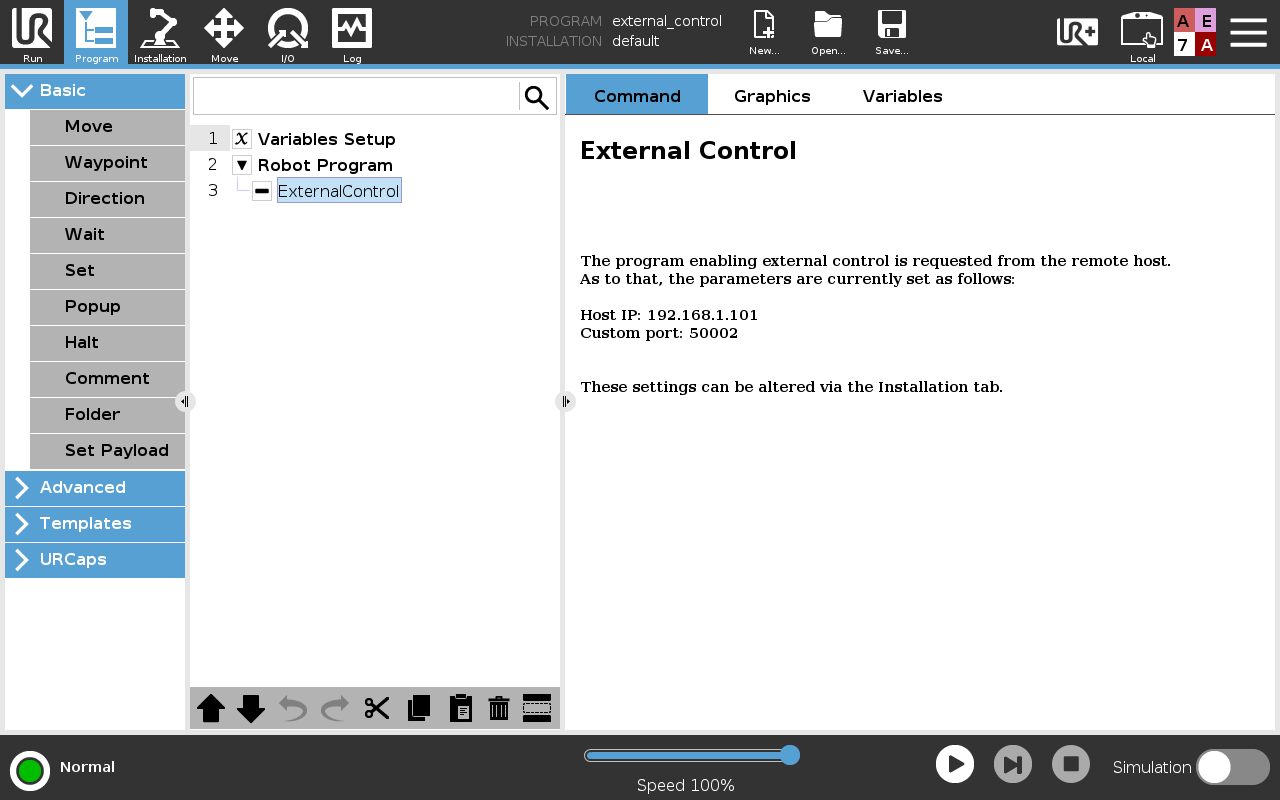 Run
Program
Installation
Move
I/O
Log
PROGRAM external_control
INSTALLATION default
New...
Open...
Save...
UR+
Local
A E
7 A
Basic
Move
Waypoint
Direction
Wait
Set
Popup
Halt
Comment
Folder
Set Payload
Advanced
Templates
URCaps
1 X Variables Setup
2 Robot Program
3 ExternalControl
Command Graphics Variables
External Control
The program enabling external control is requested from the remote host.
As to that, the parameters are currently set as follows:
Host IP: 192.168.1.101
Custom port: 50002
These settings can be altered via the Installation tab.
Normal
Speed 100%
Simulation